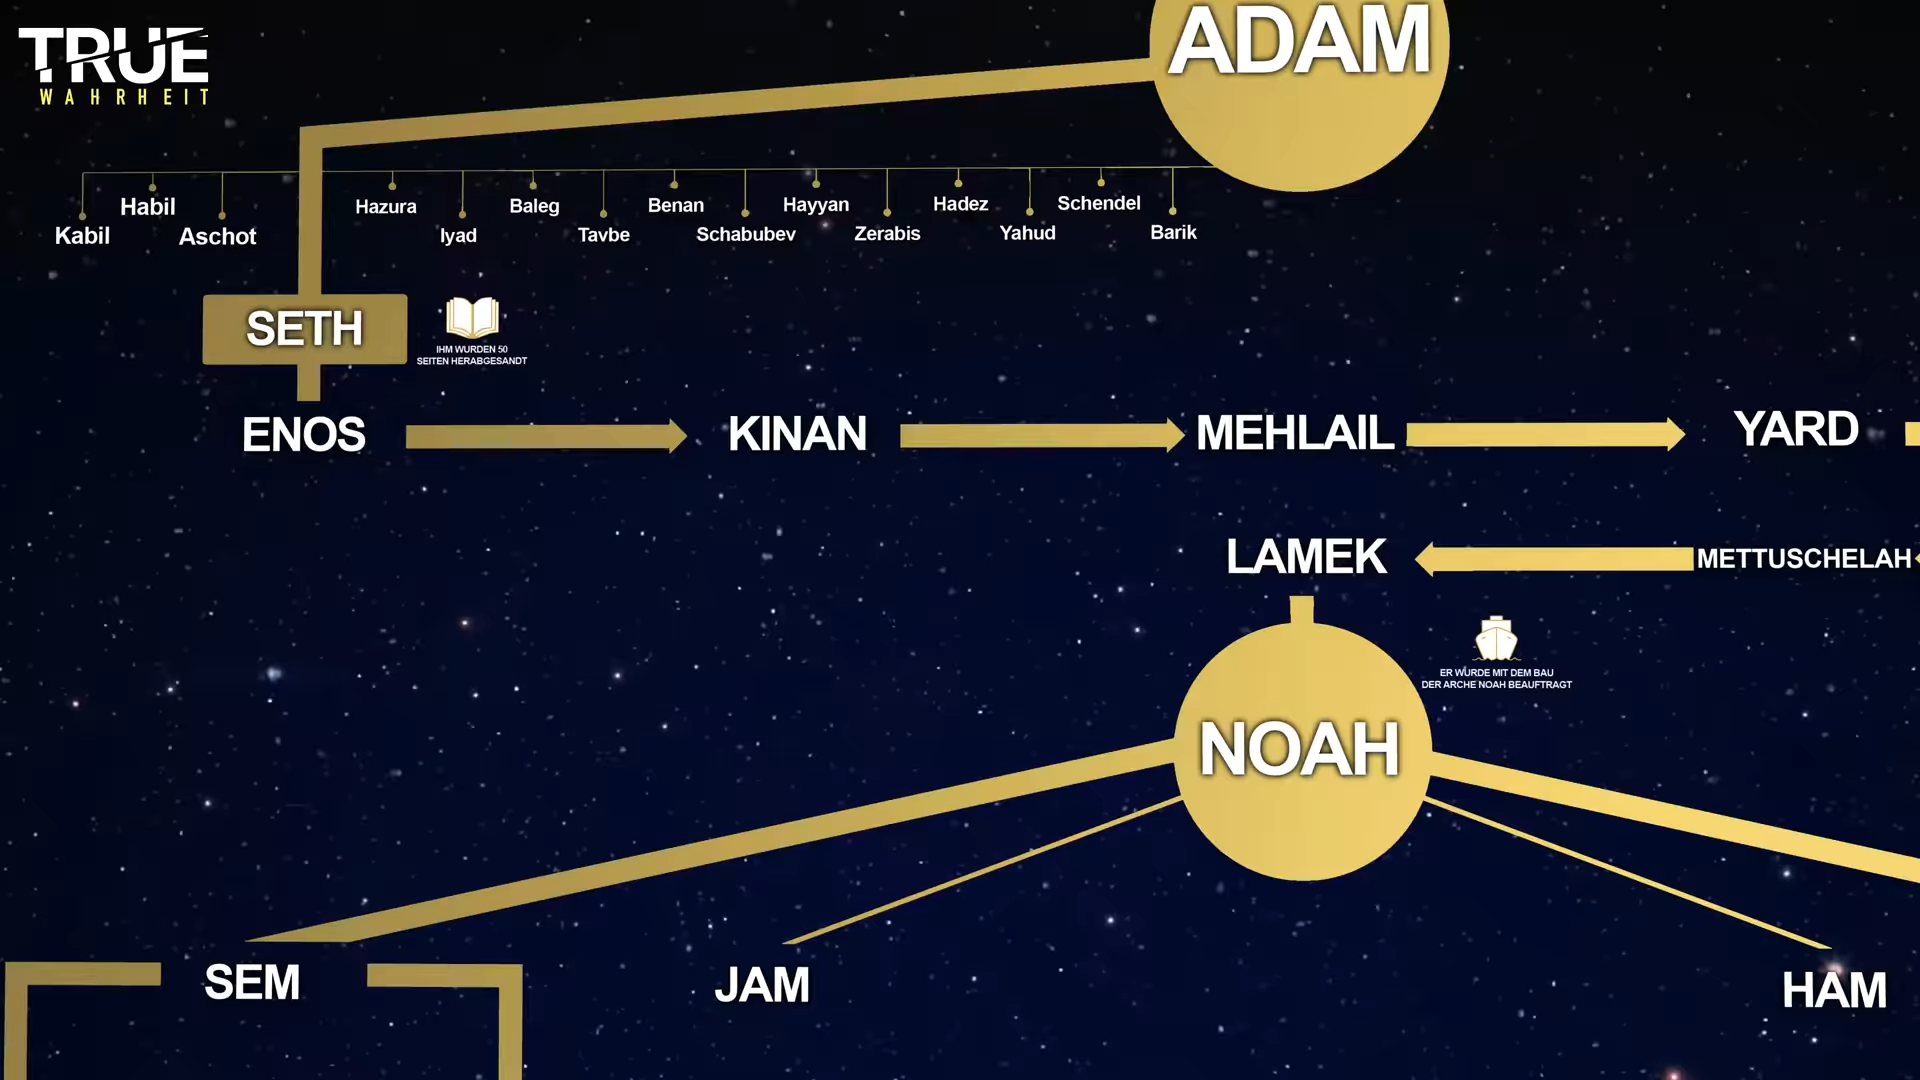 TRUE
WAHRHEIT
ADAM
Habil
Hazura
Baleg
Benan
Hayyan
Hadez
Schendel
Kabil
Aschot
Iyad
Tavbe
Schabubev
Zerabis
Yahud
Barik
SETH
IHM WURDEN 50
SEITEN HERABGESANDT
ENOS
KINAN
MEHLAIL
YARD
LAMEK
METTUSCHELAH
ER WURDE MIT DEM BAU
DER ARCHE NOAH BEAUFTRAGT
NOAH
SEM
JAM
HAM